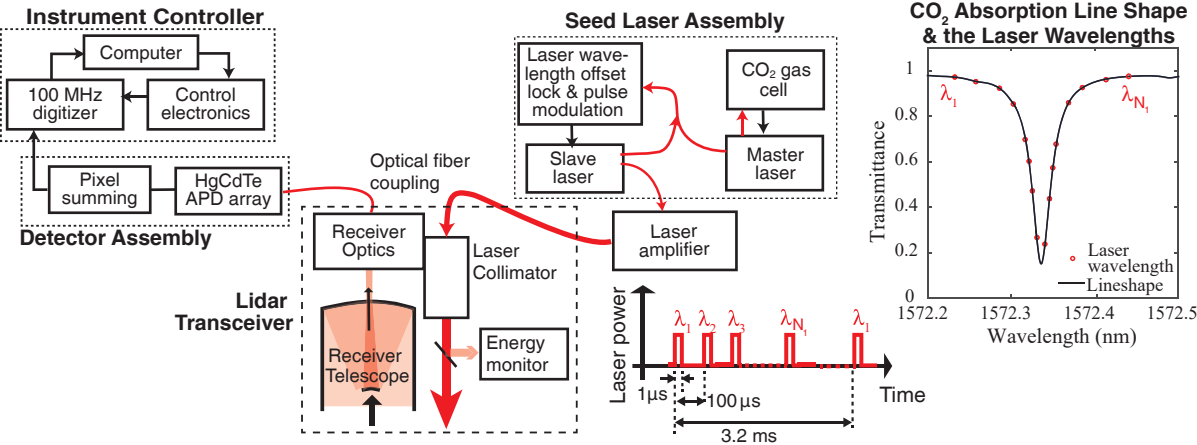 Instrument Controller
Computer
100 MHz
digitizer
Control
electronics
Pixel
summing
HgCdTe
APD array
Detector Assembly
Optical fiber
coupling
Seed Laser Assembly
Laser wave-
length offset
lock & pulse
modulation
CO₂ gas
cell
Slave
laser
Master
laser
Laser
amplifier
Receiver
Optics
Laser
Collimator
Lidar
Transceiver
Receiver
Telescope
Energy
monitor
Laser power
λ₁ λ₂ λ₃ λN₁ λ₁
Time
1μs
100 μs
3.2 ms
CO₂ Absorption Line Shape
& the Laser Wavelengths
λ₁
λN₁
Transmittance
1
0.8
0.6
0.4
0.2
0
Laser
wavelength
Lineshape
1572.2 1572.3 1572.4 1572.5
Wavelength (nm)